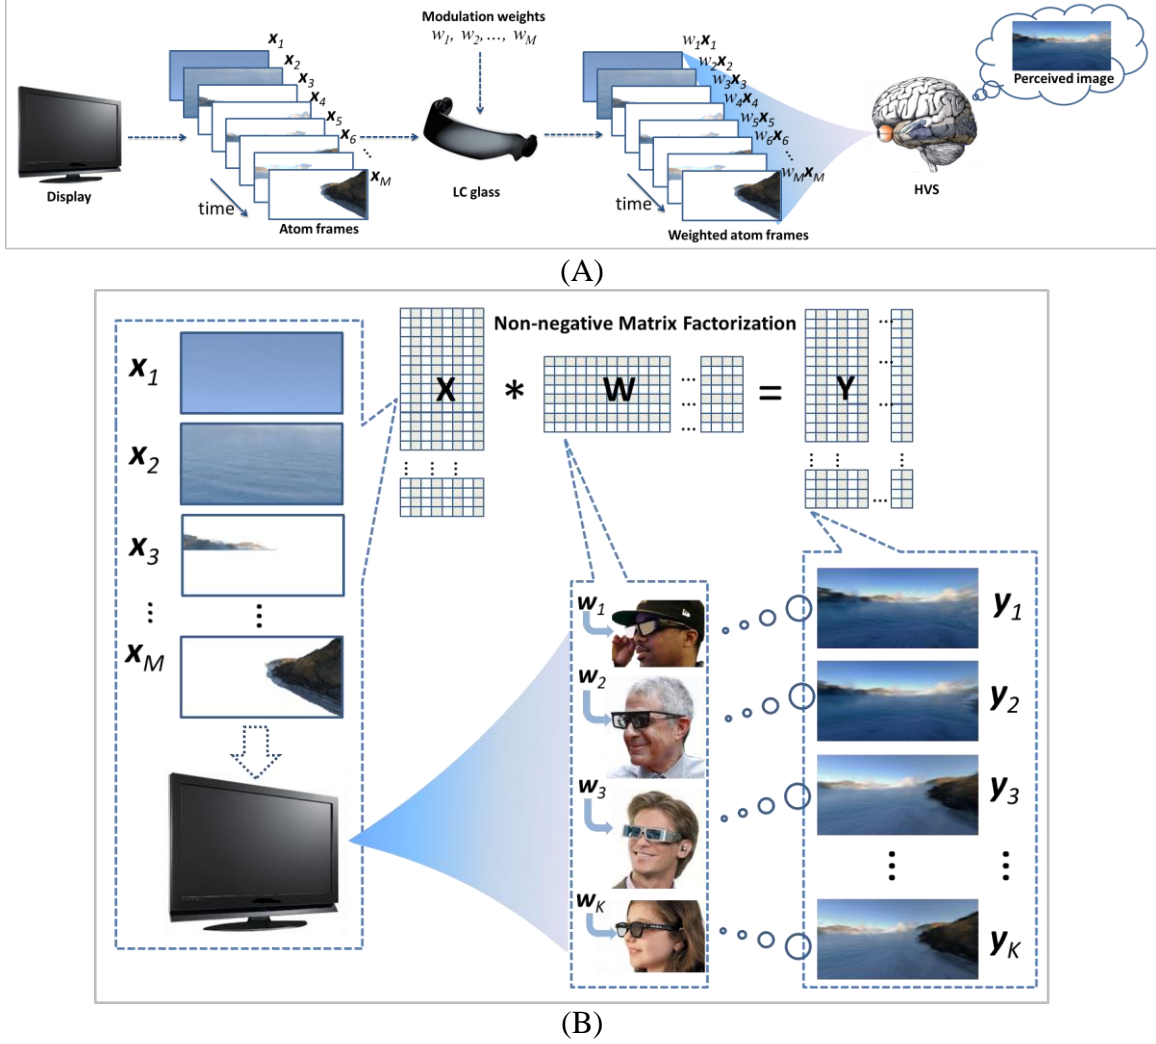 Modulation weights
w1, w2, ..., wM
x1
x2
x3
x4
x5
x6
...
xM
w1x1
w2x2
w3x3
w4x4
w5x5
w6x6
...
wMxM
Perceived image
Display
time
Atom frames
LC glass
time
Weighted atom frames
HVS
(A)
Non-negative Matrix Factorization
X * W = Y
x1
x2
x3
xM
w1
w2
w3
wK
y1
y2
y3
yK
(B)